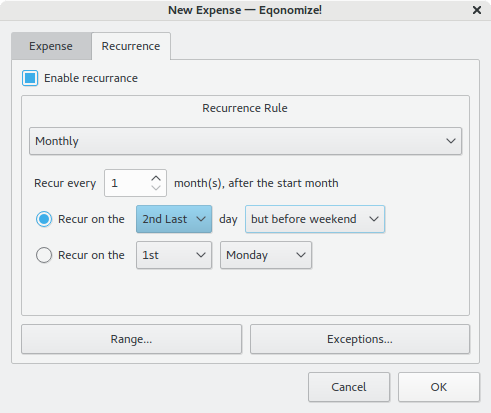 New Expense — Eqonomize!
Expense Recurrence
Enable recurrance
Recurrence Rule
Monthly
Recur every 1 month(s), after the start month
Recur on the 2nd Last day but before weekend
Recur on the 1st Monday
Range... Exceptions...
Cancel OK